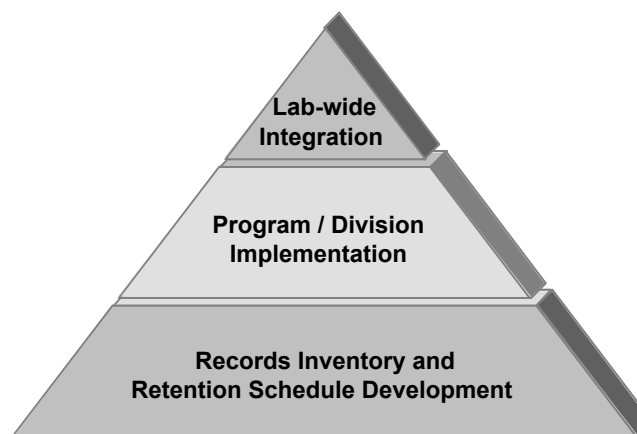 Lab-wide
Integration
Program / Division
Implementation
Records Inventory and
Retention Schedule Development